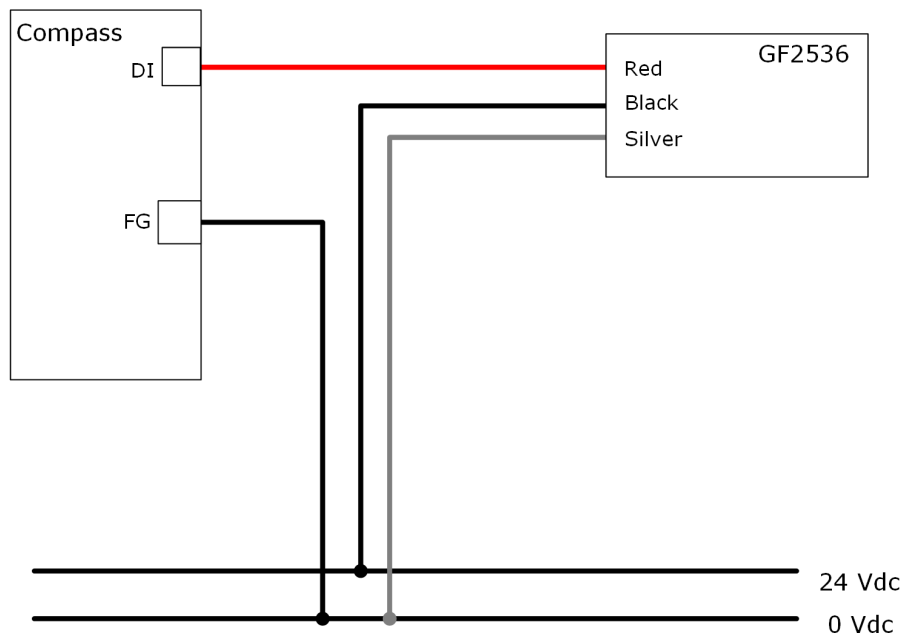 Compass
GF2536
DI
Red
Black
Silver
FG
24 Vdc
0 Vdc